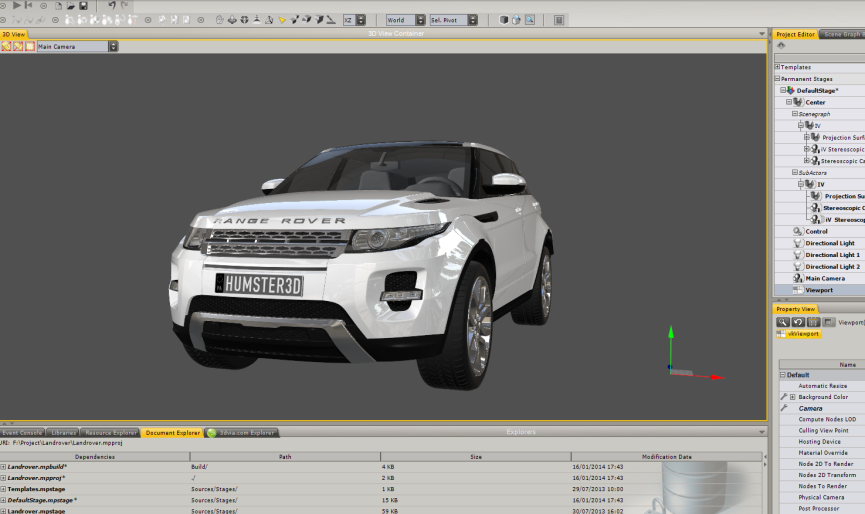 3D View
3D View Container
Main Camera
XZ
World
Sel. Pivot
RANGE ROVER
HUMSTER3D
Project Editor
Scene Graph
Templates
Permanent Stages
DefaultStage*
Center
Scenegraph
IV
Projection Surf
IV Stereoscopic
Stereoscopic Ca
SubActors
IV
Projection Su
Stereoscopic C
IV Stereoscop
Control
Directional Light
Directional Light 1
Directional Light 2
Main Camera
Viewport
Property View
Viewport(
vkViewport
Name
Default
Automatic Resize
Background Color
Camera
Compute Nodes LOD
Culling View Point
Hosting Device
Material Override
Node 2D To Render
Nodes 2D Transform
Nodes To Render
Physical Camera
Post Processor
Event Console
Libraries
Resource Explorer
Document Explorer
3dvia.com Explorer
Explorers
URI: F:\Project\Landrover\Landrover.mpproj
Dependencies Path Size Modification Date
Landrover.mpbuild* Build/ 4 KB 16/01/2014 17:43
Landrover.mpproj* ./ 2 KB 16/01/2014 17:43
Templates.mpstage Sources/Stages/ 1 KB 29/07/2013 10:00
DefaultStage.mpstage* Sources/Stages/ 15 KB 16/01/2014 17:43
Landrover.mpstage Sources/Stages/ 59 KB 30/07/2013 16:02